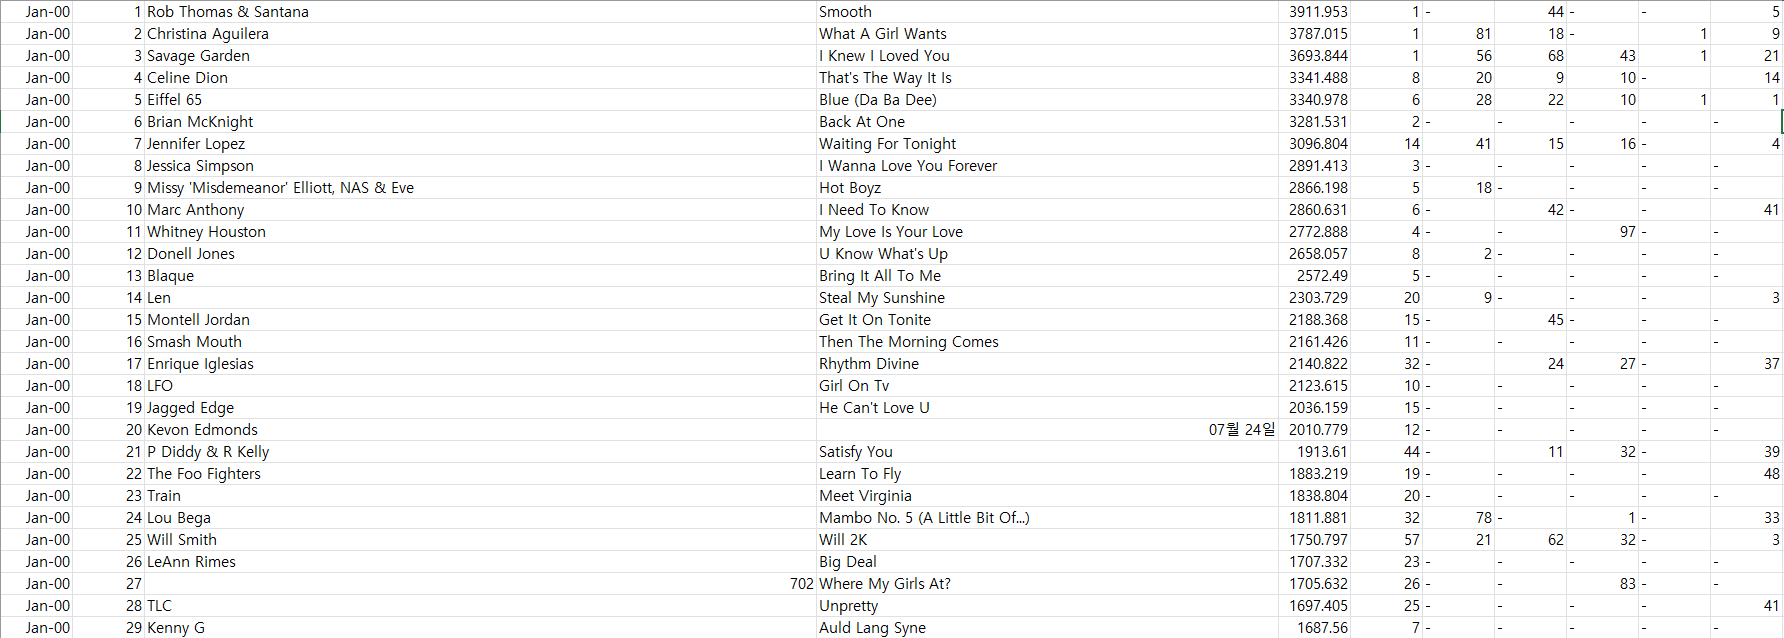 Jan-00 1 Rob Thomas & Santana Smooth 3911.953 1 - 44 - - 5
Jan-00 2 Christina Aguilera What A Girl Wants 3787.015 1 81 18 - 1 9
Jan-00 3 Savage Garden I Knew I Loved You 3693.844 1 56 68 43 1 21
Jan-00 4 Celine Dion That's The Way It Is 3341.488 8 20 9 10 - 14
Jan-00 5 Eiffel 65 Blue (Da Ba Dee) 3340.978 6 28 22 10 1 1
Jan-00 6 Brian McKnight Back At One 3281.531 2 - - - - -
Jan-00 7 Jennifer Lopez Waiting For Tonight 3096.804 14 41 15 16 - 4
Jan-00 8 Jessica Simpson I Wanna Love You Forever 2891.413 3 - - - - -
Jan-00 9 Missy 'Misdemeanor' Elliott, NAS & Eve Hot Boyz 2866.198 5 18 - - - -
Jan-00 10 Marc Anthony I Need To Know 2860.631 6 - 42 - - 41
Jan-00 11 Whitney Houston My Love Is Your Love 2772.888 4 - - 97 - -
Jan-00 12 Donell Jones U Know What's Up 2658.057 8 2 - - - -
Jan-00 13 Blaque Bring It All To Me 2572.49 5 - - - - -
Jan-00 14 Len Steal My Sunshine 2303.729 20 9 - - - 3
Jan-00 15 Montell Jordan Get It On Tonite 2188.368 15 - 45 - - -
Jan-00 16 Smash Mouth Then The Morning Comes 2161.426 11 - - - - -
Jan-00 17 Enrique Iglesias Rhythm Divine 2140.822 32 - 24 27 - 37
Jan-00 18 LFO Girl On Tv 2123.615 10 - - - - -
Jan-00 19 Jagged Edge He Can't Love U 2036.159 15 - - - - -
Jan-00 20 Kevon Edmonds 07월 24일 2010.779 12 - - - - -
Jan-00 21 P Diddy & R Kelly Satisfy You 1913.61 44 - 11 32 - 39
Jan-00 22 The Foo Fighters Learn To Fly 1883.219 19 - - - - 48
Jan-00 23 Train Meet Virginia 1838.804 20 - - - - -
Jan-00 24 Lou Bega Mambo No. 5 (A Little Bit Of...) 1811.881 32 78 - 1 - 33
Jan-00 25 Will Smith Will 2K 1750.797 57 21 62 32 - 3
Jan-00 26 LeAnn Rimes Big Deal 1707.332 23 - - - - -
Jan-00 27 702 Where My Girls At? 1705.632 26 - - 83 - -
Jan-00 28 TLC Unpretty 1697.405 25 - - - - 41
Jan-00 29 Kenny G Auld Lang Syne 1687.56 7 - - - - -